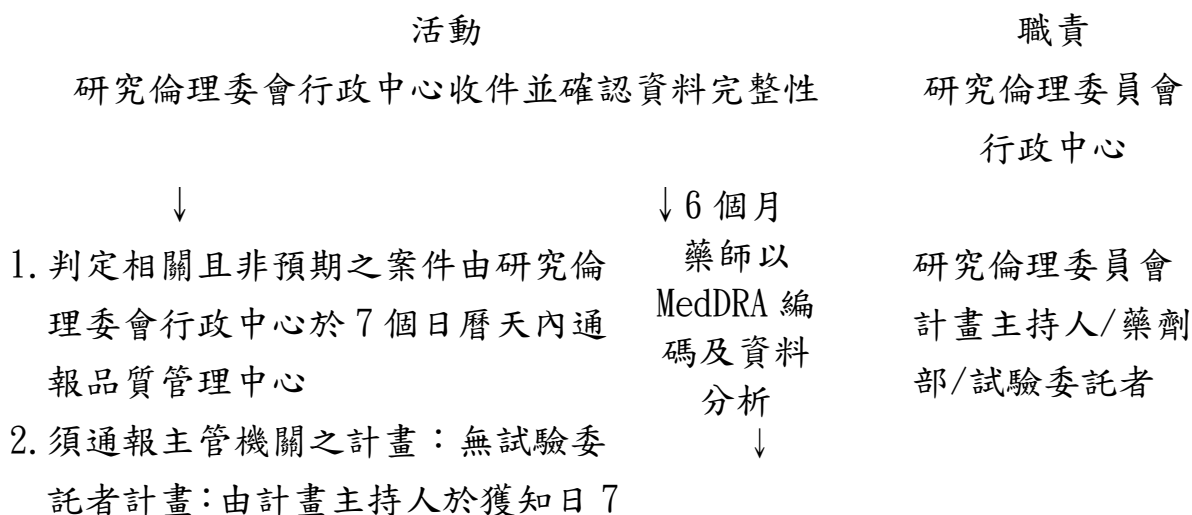 活動
職責
研究倫理委會行政中心收件並確認資料完整性
研究倫理委員會
行政中心
↓
↓6 個月
1. 判定相關且非預期之案件由研究倫
理委會行政中心於 7 個日曆天內通
報品質管理中心
2. 須通報主管機關之計畫：無試驗委
託者計畫：由計畫主持人於獲知日 7
藥師以
MedDRA 編
碼及資料
分析
↓
研究倫理委員會
計畫主持人/藥劑
部/試驗委託者